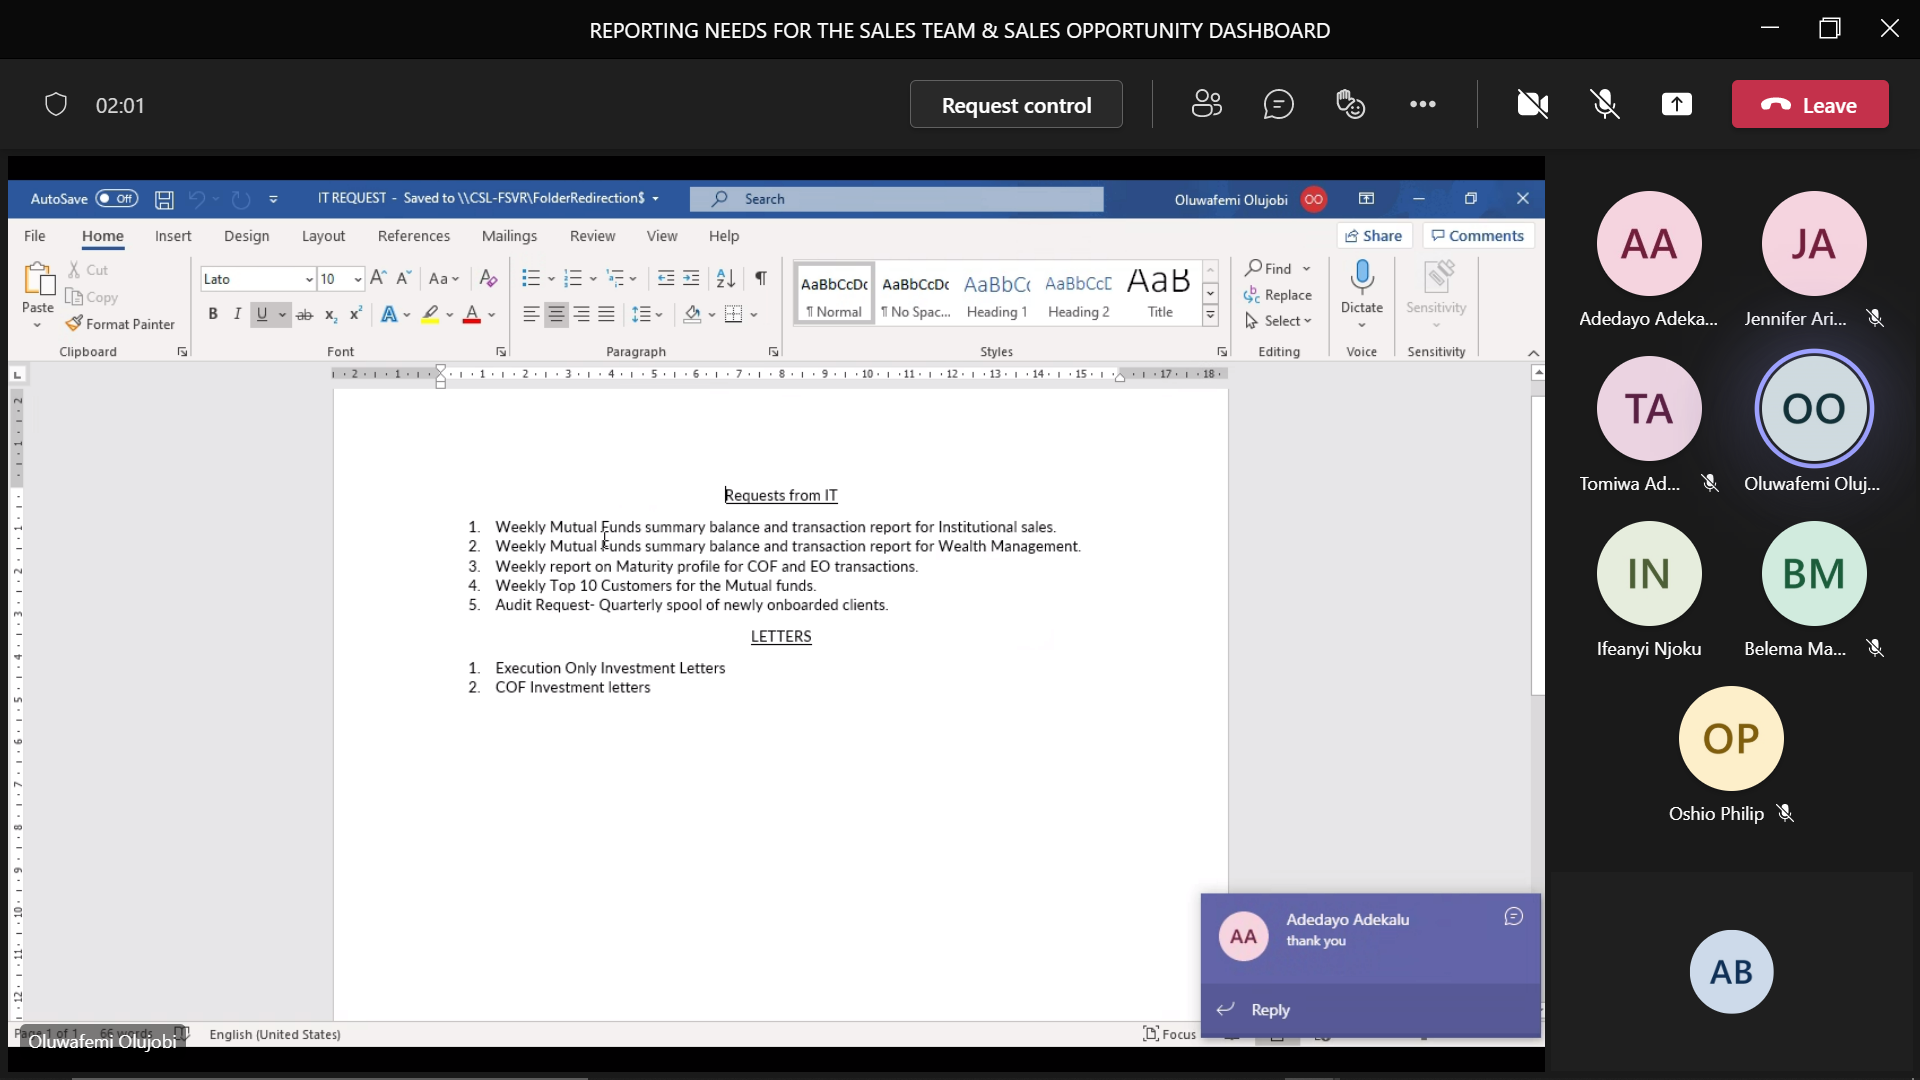 REPORTING NEEDS FOR THE SALES TEAM & SALES OPPORTUNITY DASHBOARD
02:01
Request control
Leave
AutoSave Off
IT REQUEST - Saved to \\CSL-FSVR\FolderRedirection$
Search
Oluwafemi Olujobi OO
File Home Insert Design Layout References Mailings Review View Help
Share Comments
Paste
Cut
Copy
Format Painter
Clipboard
Lato 10
Aa
B I U ab x₂ x²
Font
Paragraph
AaBbCcDc AaBbCcDc AaBbCc AaBbCcD AaB
¶ Normal ¶ No Spac... Heading 1 Heading 2 Title
Styles
Find
Replace
Select
Editing
Dictate
Voice
Sensitivity
Sensitivity
Requests from IT
1. Weekly Mutual Funds summary balance and transaction report for Institutional sales.
2. Weekly Mutual Funds summary balance and transaction report for Wealth Management.
3. Weekly report on Maturity profile for COF and EO transactions.
4. Weekly Top 10 Customers for the Mutual funds.
5. Audit Request- Quarterly spool of newly onboarded clients.
LETTERS
1. Execution Only Investment Letters
2. COF Investment letters
Page 1 of 1 66 words English (United States)
Focus
Oluwafemi Olujobi
AA
Adedayo Adekalu
thank you
Reply
AA JA
Adedayo Adeka... Jennifer Ari...
TA OO
Tomiwa Ad... Oluwafemi Oluj...
IN BM
Ifeanyi Njoku Belema Ma...
OP
Oshio Philip
AB